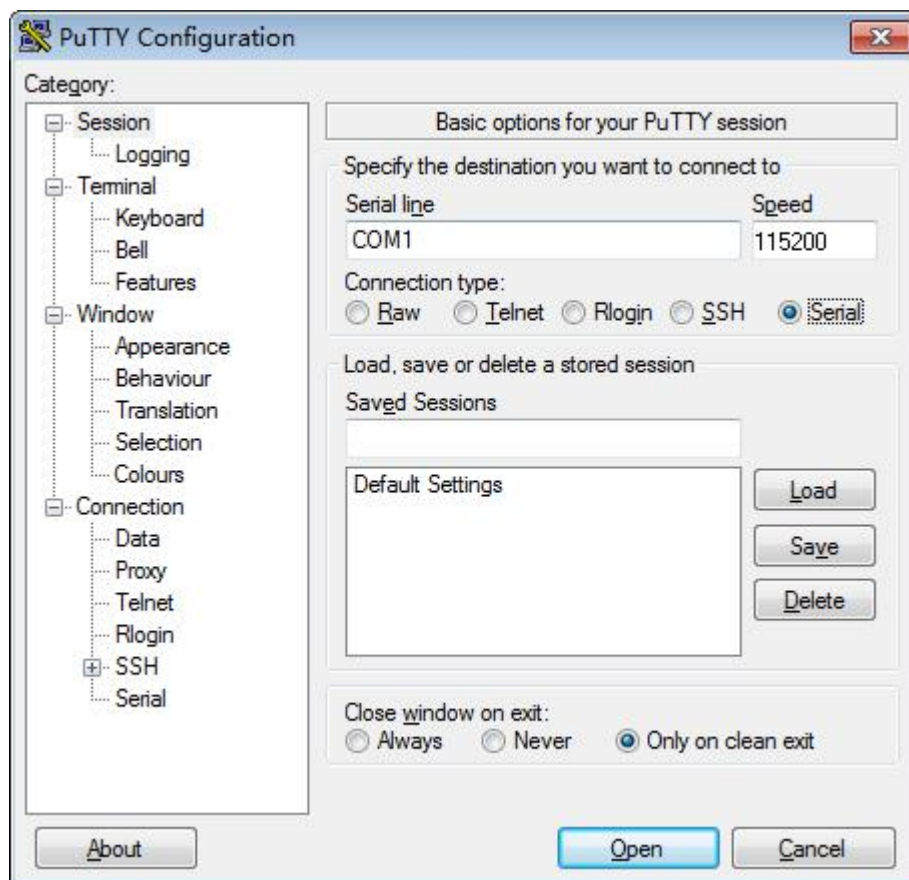 PuTTY Configuration
Category:
Session
Logging
Terminal
Keyboard
Bell
Features
Window
Appearance
Behaviour
Translation
Selection
Colours
Connection
Data
Proxy
Telnet
Rlogin
SSH
Serial
Basic options for your PuTTY session
Specify the destination you want to connect to
Serial line Speed
COM1 115200
Connection type:
Raw Telnet Rlogin SSH Serial
Load, save or delete a stored session
Saved Sessions
Default Settings
Load
Save
Delete
Close window on exit:
Always Never Only on clean exit
About Open Cancel